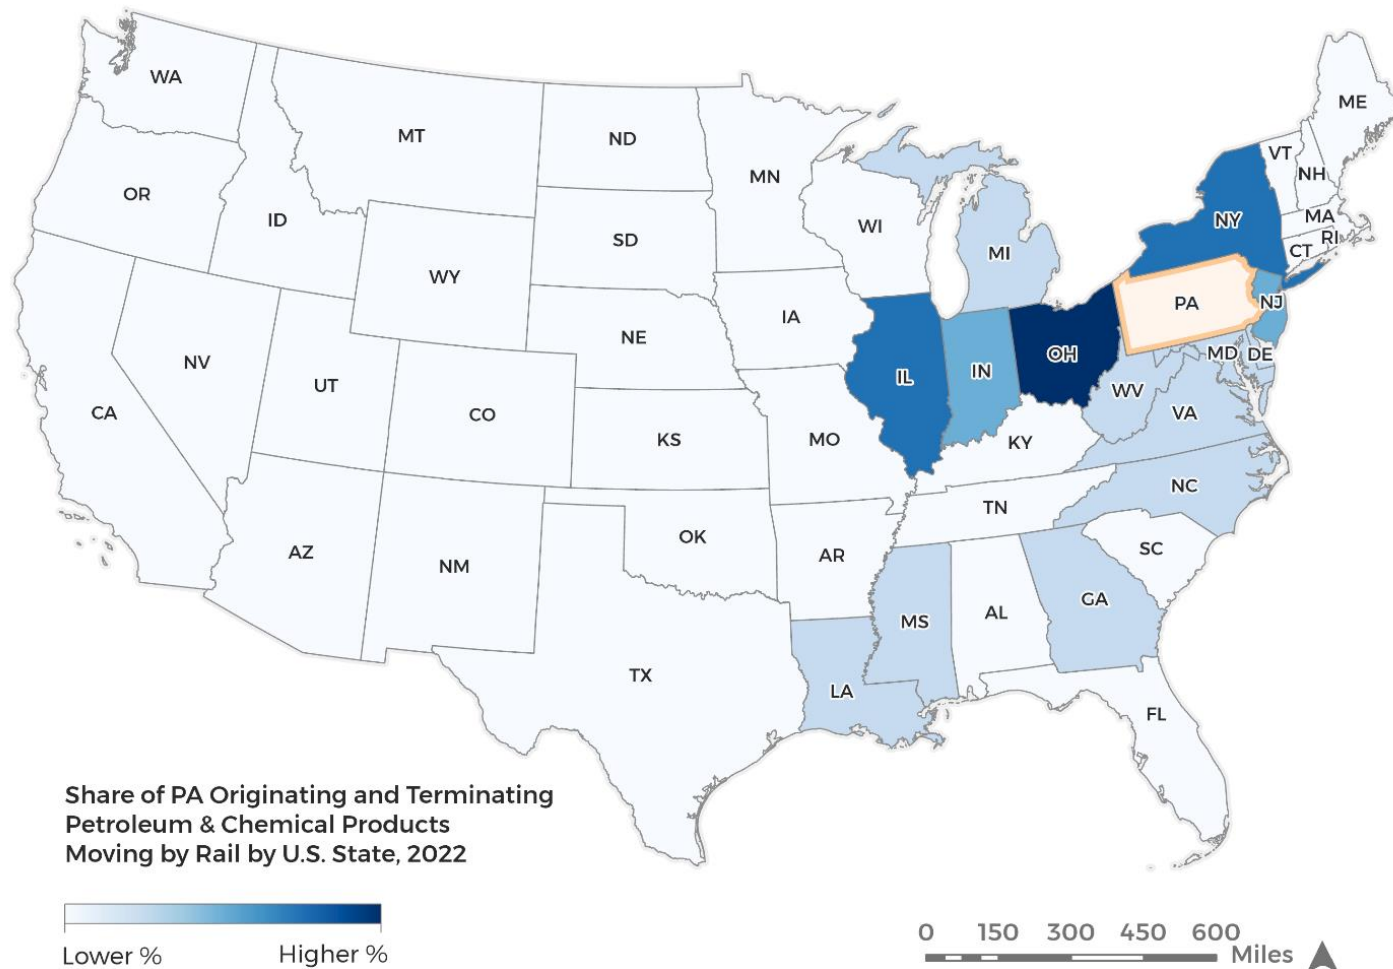 WA
MT
ND
MN
ME
VT
NH
OR
ID
SD
WI
NY
MA
RI
CT
WY
MI
PA
NJ
IA
NE
NV
UT
CO
IL
IN
OH
MD
DE
WV
VA
CA
KS
MO
KY
NC
TN
AZ
NM
OK
AR
SC
GA
MS
AL
TX
LA
FL
Share of PA Originating and Terminating
Petroleum & Chemical Products
Moving by Rail by U.S. State, 2022
Lower % Higher %
0 150 300 450 600
Miles